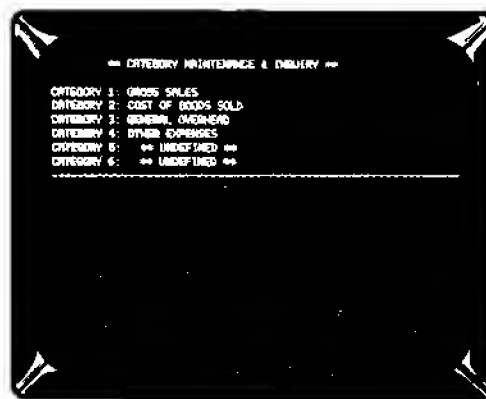 ** CATEGORY MAINTENANCE & INQUIRY **
CATEGORY 1: GROSS SALES
CATEGORY 2: COST OF GOODS SOLD
CATEGORY 3: GENERAL OVERHEAD
CATEGORY 4: OTHER EXPENSES
CATEGORY 5: ** UNDEFINED **
CATEGORY 6: ** UNDEFINED **